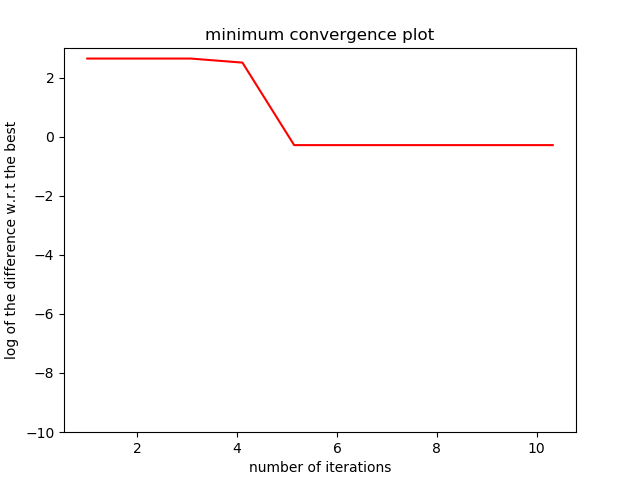 minimum convergence plot
log of the difference w.r.t the best
2
0
−2
−4
−6
−8
−10
2 4 6 8 10
number of iterations